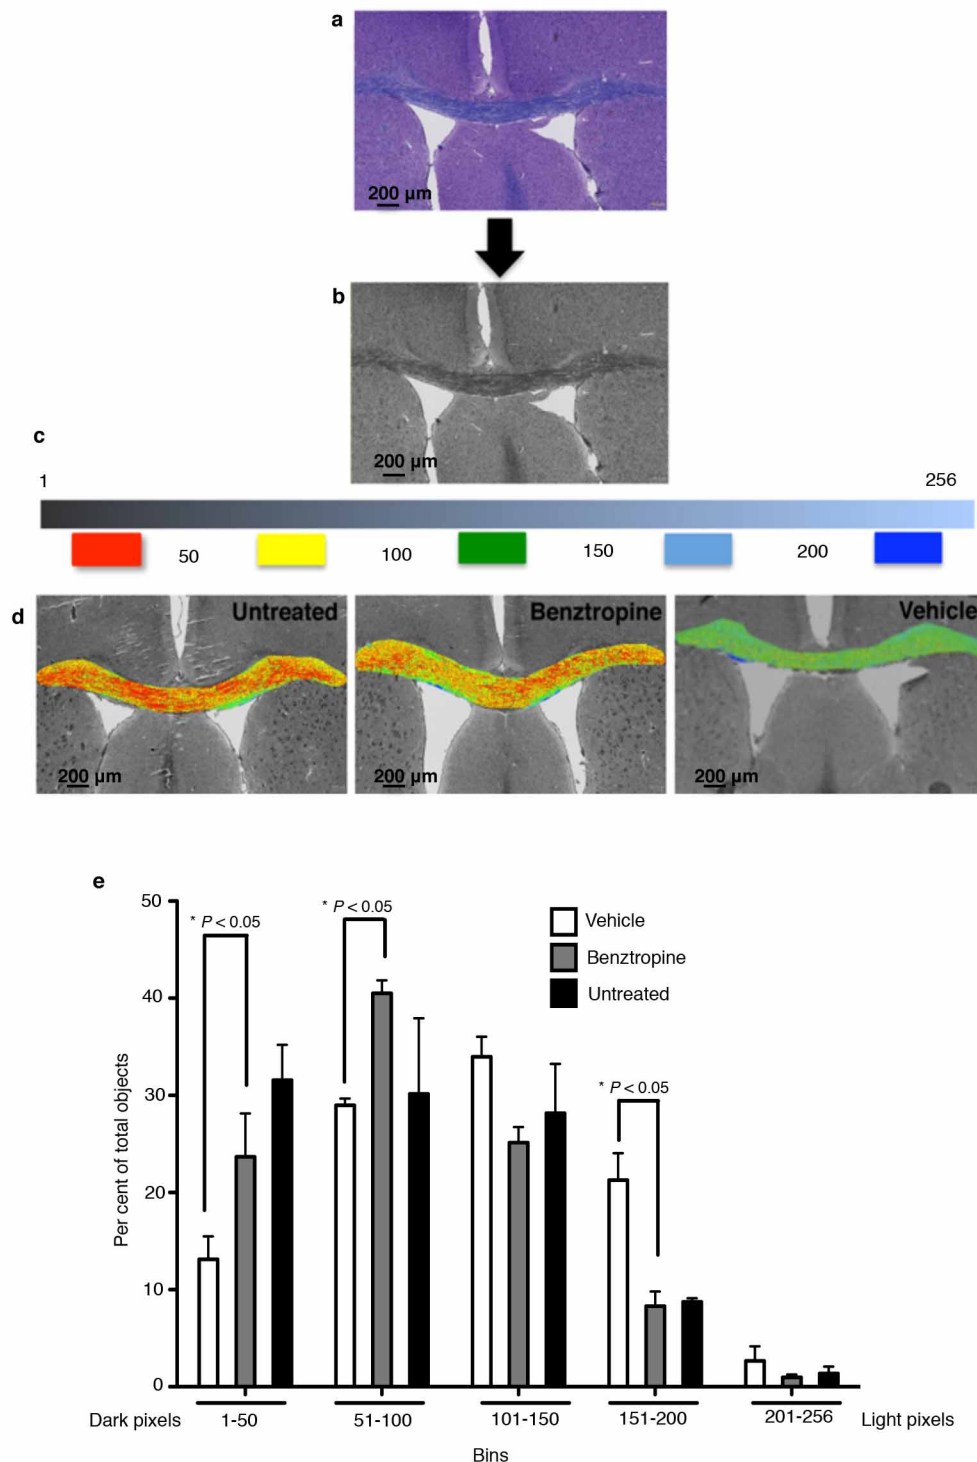 a
200 µm
b
200 µm
c
1
256
50
100
150
200
d
Untreated
Benztropine
Vehicle
200 µm
200 µm
200 µm
e
* P < 0.05
* P < 0.05
* P < 0.05
Vehicle
Benztropine
Untreated
Per cent of total objects
50
40
30
20
10
0
Dark pixels
1-50
51-100
101-150
151-200
201-256
Light pixels
Bins